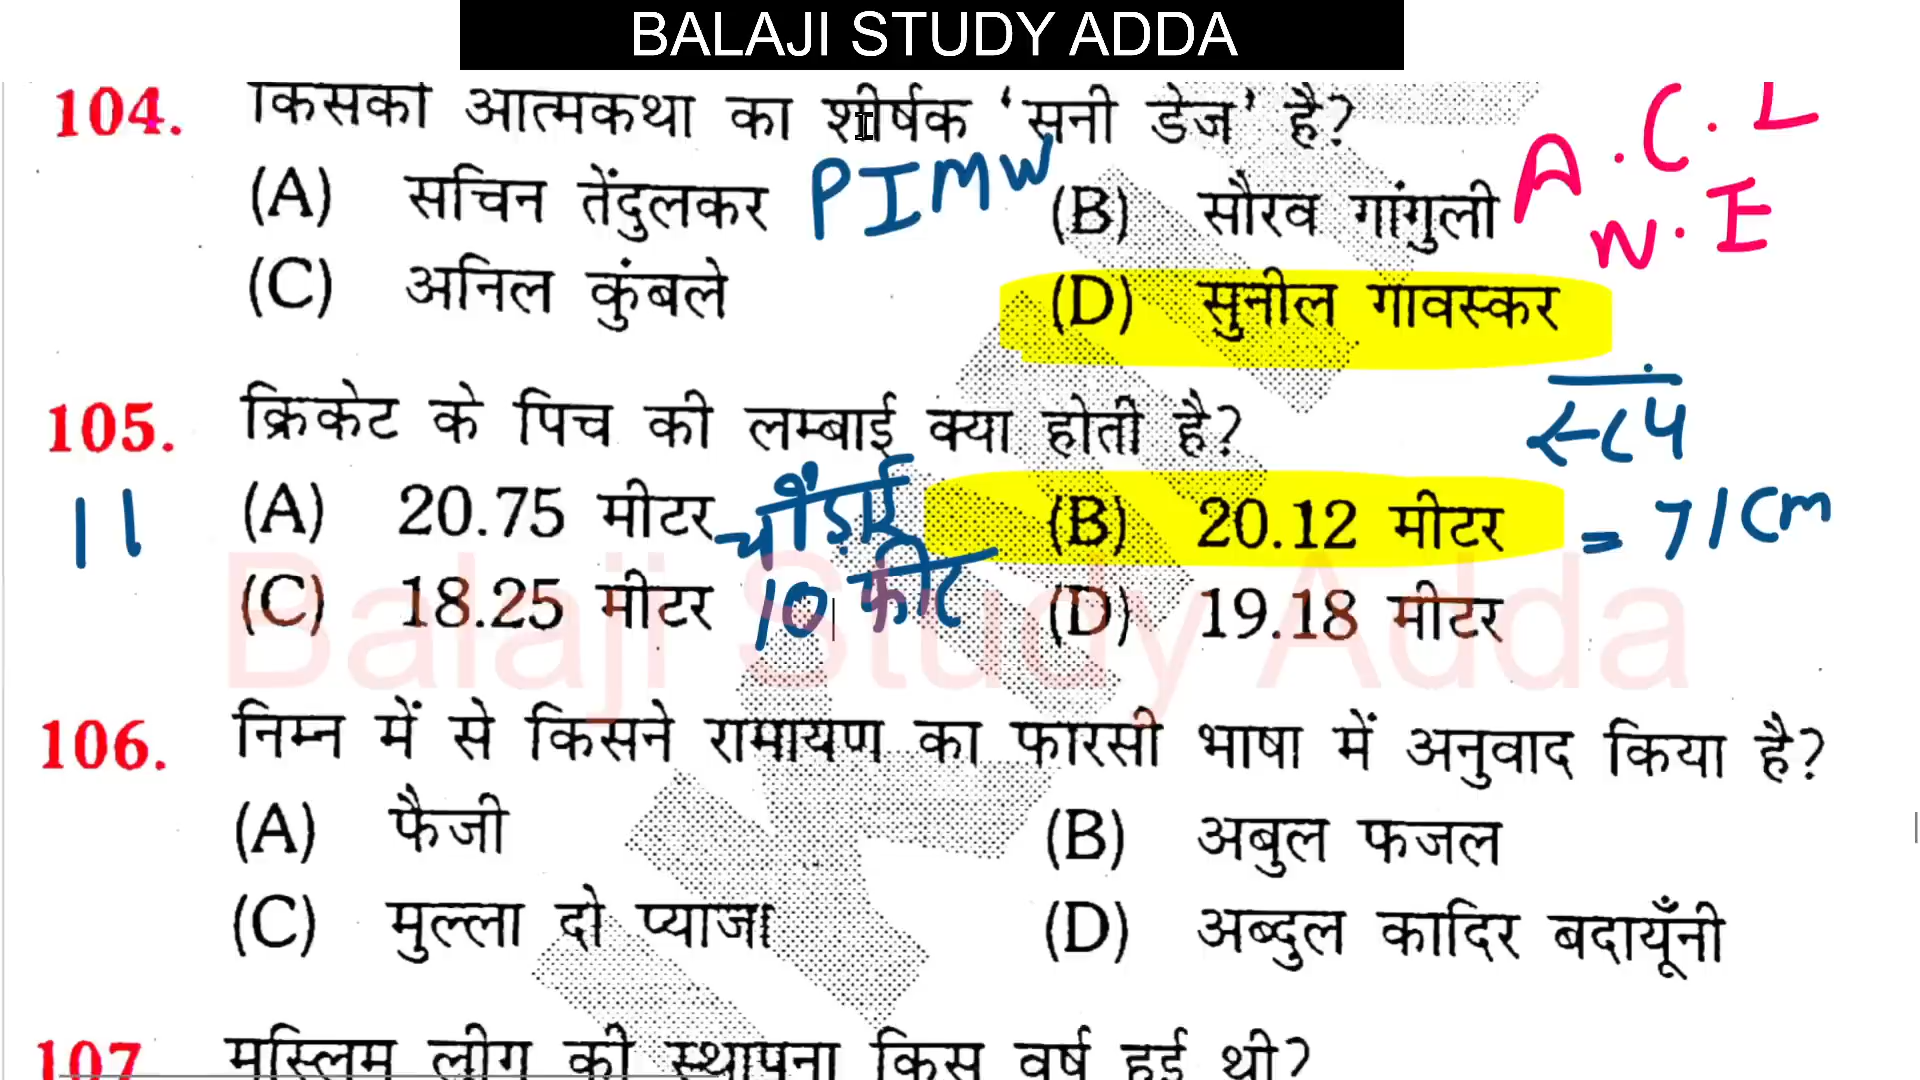 BALAJI STUDY ADDA
104. किसकी आत्मकथा का शीर्षक ‘सनी डेज’ है?
(A) सचिन तेंदुलकर PIMW (B) सौरव गांगुली
A.C.L
W.I
(C) अनिल कुंबले (D) सुनील गावस्कर
105. क्रिकेट के पिच की लम्बाई क्या होती है?
स्टंप
11 (A) 20.75 मीटर चौड़ाई (B) 20.12 मीटर = 71cm
(C) 18.25 मीटर 10 फीट (D) 19.18 मीटर
Balaji Study Adda
106. निम्न में से किसने रामायण का फारसी भाषा में अनुवाद किया है?
(A) फैजी (B) अबुल फजल
(C) मुल्ला दो प्याजा (D) अब्दुल कादिर बदायूँनी
107 मुस्लिम लीग की स्थापना किस वर्ष हुई थी?